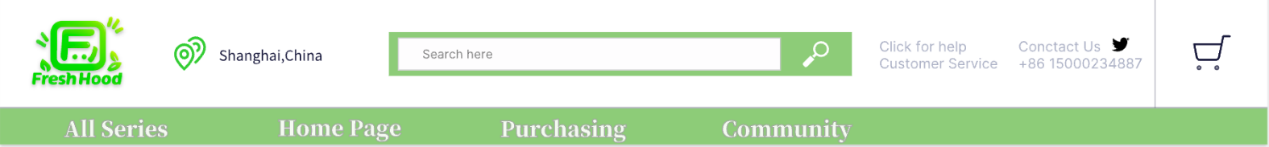 F
Fresh Hood
Shanghai,China
Search here
Click for help
Customer Service
Conctact Us
+86 15000234887
All Series
Home Page
Purchasing
Community